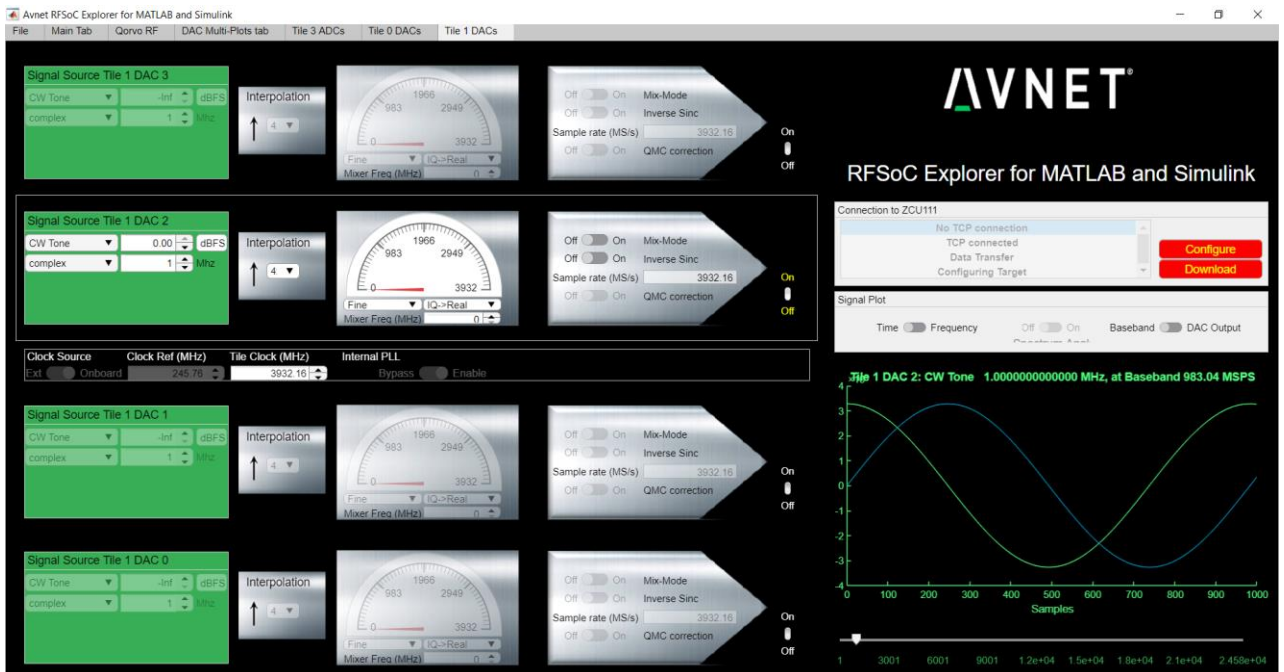 Avnet RFSoC Explorer for MATLAB and Simulink
File Main Tab Qorvo RF DAC Multi-Plots tab Tile 3 ADCs Tile 0 DACs Tile 1 DACs
Signal Source Tile 1 DAC 3
CW Tone -Inf dBFS
complex 1 Mhz
Interpolation
4
983 1966 2949
0 3932
Fine IQ->Real
Mixer Freq (MHz) 0
Off On Mix-Mode
Off On Inverse Sinc
Sample rate (MS/s) 3932.16
Off On QMC correction
On
Off
Signal Source Tile 1 DAC 2
CW Tone 0.00 dBFS
complex 1 Mhz
Interpolation
4
983 1966 2949
0 3932
Fine IQ->Real
Mixer Freq (MHz) 0
Off On Mix-Mode
Off On Inverse Sinc
Sample rate (MS/s) 3932.16
Off On QMC correction
On
Off
Clock Source Clock Ref (MHz) Tile Clock (MHz) Internal PLL
Ext Onboard 245.76 3932.16 Bypass Enable
Signal Source Tile 1 DAC 1
CW Tone -Inf dBFS
complex 1 Mhz
Interpolation
4
983 1966 2949
0 3932
Fine IQ->Real
Mixer Freq (MHz) 0
Off On Mix-Mode
Off On Inverse Sinc
Sample rate (MS/s) 3932.16
Off On QMC correction
On
Off
Signal Source Tile 1 DAC 0
CW Tone -Inf dBFS
complex 1 Mhz
Interpolation
4
983 1966 2949
0 3932
Fine IQ->Real
Mixer Freq (MHz) 0
Off On Mix-Mode
Off On Inverse Sinc
Sample rate (MS/s) 3932.16
Off On QMC correction
On
Off
AVNET®
RFSoC Explorer for MATLAB and Simulink
Connection to ZCU111
No TCP connection
TCP connected
Data Transfer
Configuring Target
Configure
Download
Signal Plot
Time Frequency Off On Baseband DAC Output
Tile 1 DAC 2: CW Tone 1.0000000000000 MHz, at Baseband 983.04 MSPS
4
3
2
1
0
-1
-2
-3
-4
0 100 200 300 400 500 600 700 800 900 1000
Samples
1 3001 6001 9001 1.2e+04 1.5e+04 1.8e+04 2.1e+04 2.458e+04